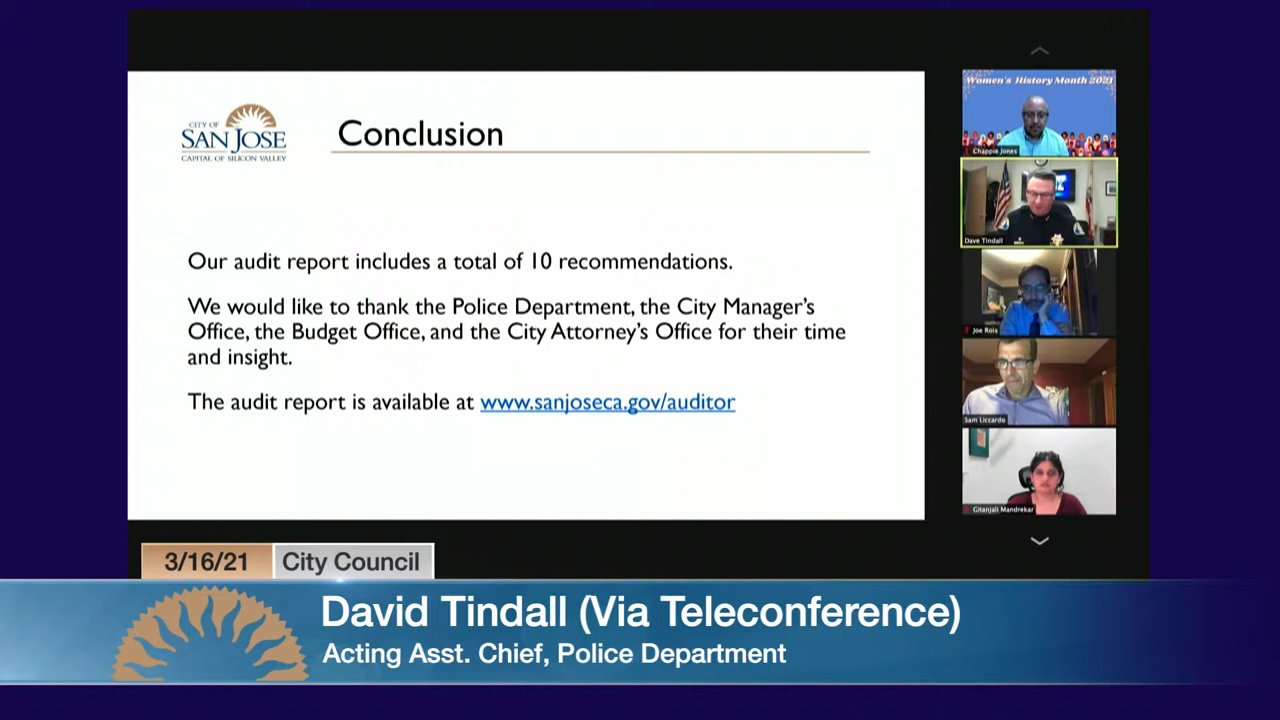 CITY OF
SAN JOSE
CAPITAL OF SILICON VALLEY
Conclusion
Our audit report includes a total of 10 recommendations.
We would like to thank the Police Department, the City Manager's
Office, the Budget Office, and the City Attorney's Office for their time
and insight.
The audit report is available at www.sanjoseca.gov/auditor
Women's History Month 2021
Chappie Jones
Dave Tindall
Joe Rois
Sam Liccardo
Gitanjali Mandrekar
3/16/21
City Council
David Tindall (Via Teleconference)
Acting Asst. Chief, Police Department